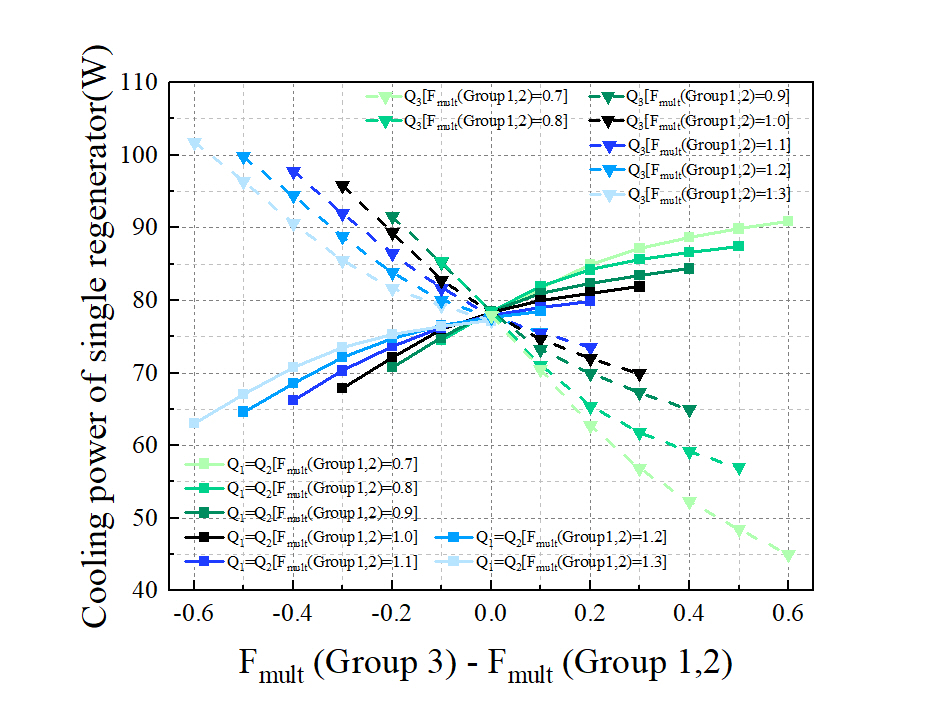 Cooling power of single regenerator(W)
110
100
90
80
70
60
50
40
Q3[Fmult(Group1,2)=0.7]
Q3[Fmult(Group1,2)=0.8]
Q3[Fmult(Group1,2)=0.9]
Q3[Fmult(Group1,2)=1.0]
Q3[Fmult(Group1,2)=1.1]
Q3[Fmult(Group1,2)=1.2]
Q3[Fmult(Group1,2)=1.3]
Q1=Q2[Fmult(Group1,2)=0.7]
Q1=Q2[Fmult(Group1,2)=0.8]
Q1=Q2[Fmult(Group1,2)=0.9]
Q1=Q2[Fmult(Group1,2)=1.0]
Q1=Q2[Fmult(Group1,2)=1.1]
Q1=Q2[Fmult(Group1,2)=1.2]
Q1=Q2[Fmult(Group1,2)=1.3]
-0.6 -0.4 -0.2 0.0 0.2 0.4 0.6
Fmult (Group 3) - Fmult (Group 1,2)